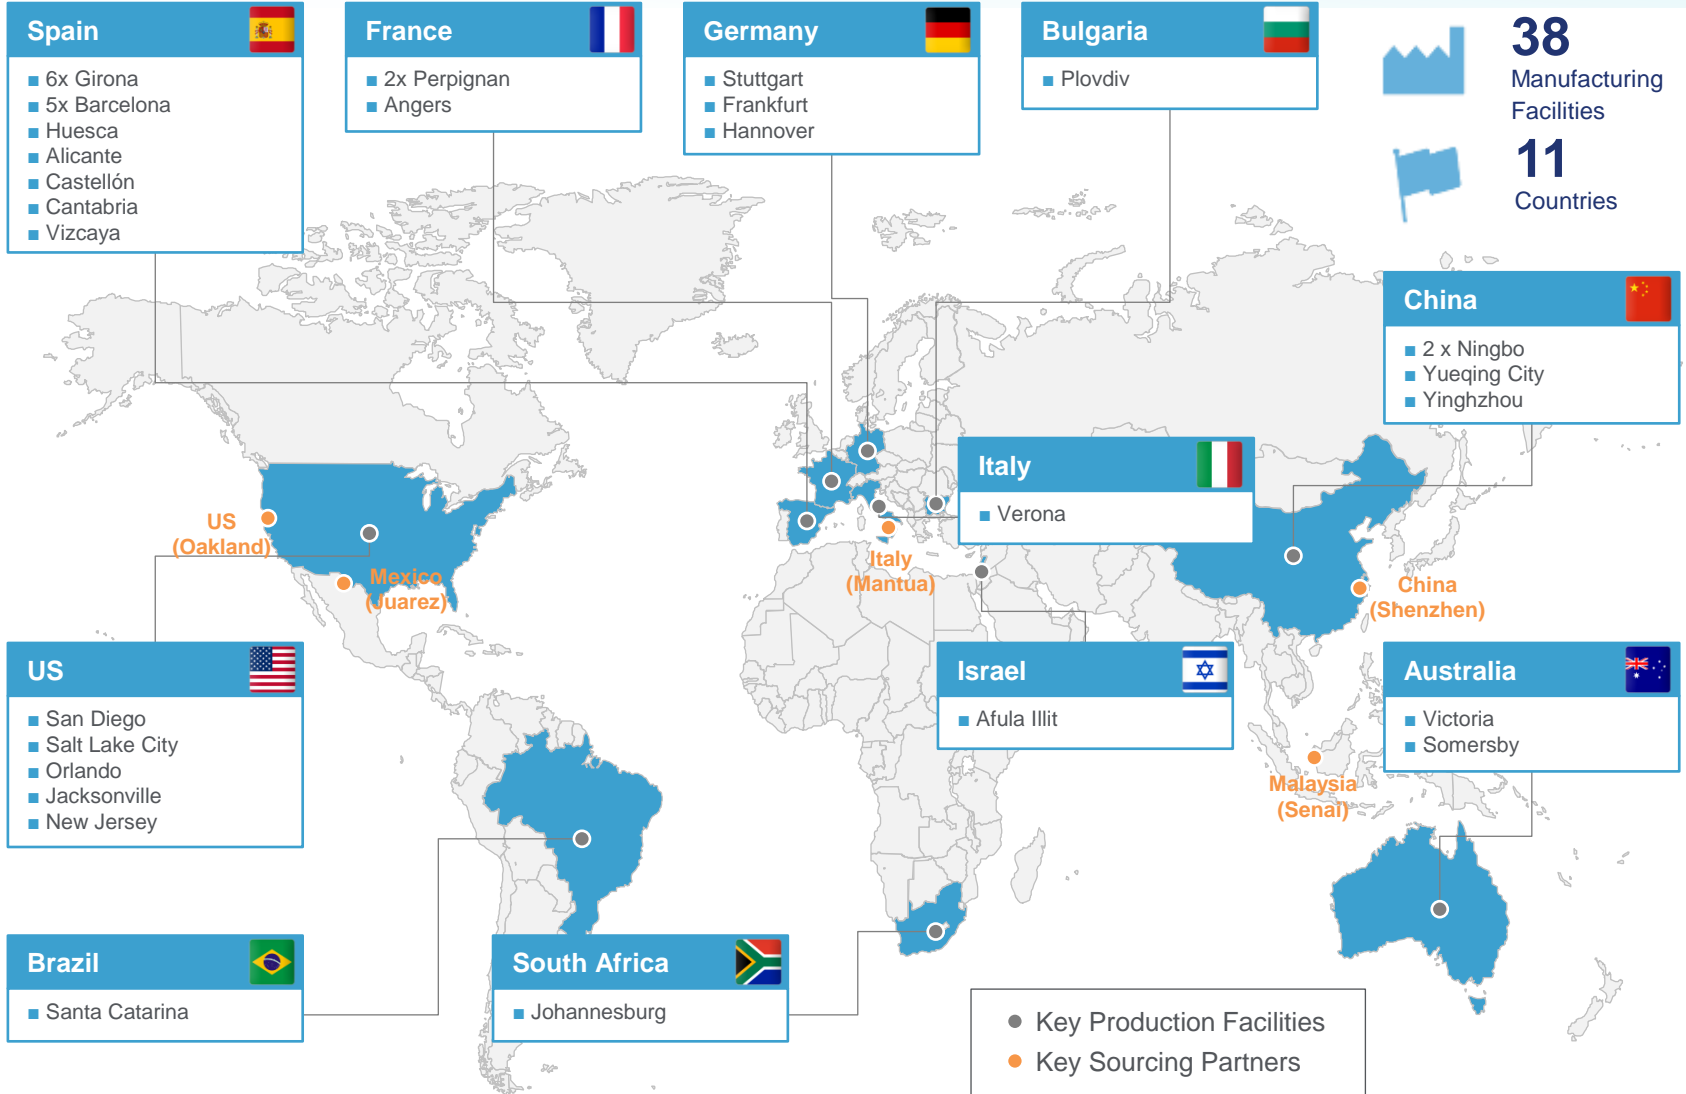 Spain
■ 6x Girona
■ 5x Barcelona
■ Huesca
■ Alicante
■ Castellón
■ Cantabria
■ Vizcaya
France
■ 2x Perpignan
■ Angers
Germany
■ Stuttgart
■ Frankfurt
■ Hannover
Bulgaria
■ Plovdiv
38
Manufacturing
Facilities
11
Countries
China
■ 2 x Ningbo
■ Yueqing City
■ Yinghzhou
Italy
■ Verona
US
(Oakland)
Mexico
(Juarez)
Italy
(Mantua)
China
(Shenzhen)
US
■ San Diego
■ Salt Lake City
■ Orlando
■ Jacksonville
■ New Jersey
Israel
■ Afula Illit
Australia
■ Victoria
■ Somersby
Malaysia
(Senai)
Brazil
■ Santa Catarina
South Africa
■ Johannesburg
● Key Production Facilities
● Key Sourcing Partners